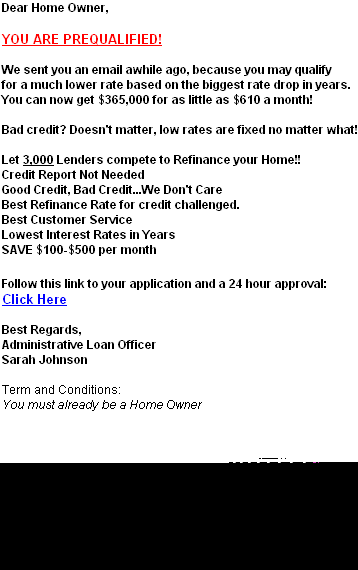 Dear Home Owner,
YOU ARE PREQUALIFIED!
We sent you an email awhile ago, because you may qualify
for a much lower rate based on the biggest rate drop in years.
You can now get $365,000 for as little as $610 a month!
Bad credit? Doesn't matter, low rates are fixed no matter what!
Let 3,000 Lenders compete to Refinance your Home!!
Credit Report Not Needed
Good Credit, Bad Credit...We Don't Care
Best Refinance Rate for credit challenged.
Best Customer Service
Lowest Interest Rates in Years
SAVE $100-$500 per month
Follow this link to your application and a 24 hour approval:
Click Here
Best Regards,
Administrative Loan Officer
Sarah Johnson
Term and Conditions:
You must already be a Home Owner